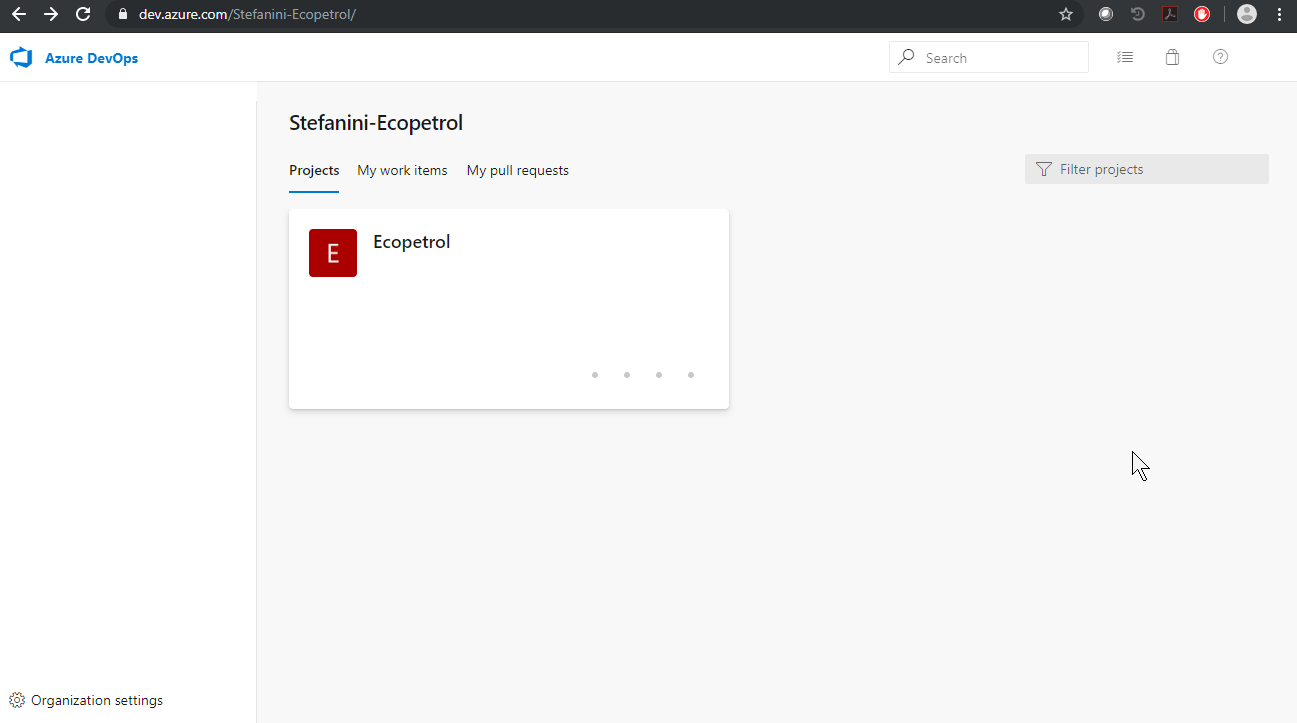 dev.azure.com/Stefanini-Ecopetrol/
Azure DevOps
Search
Stefanini-Ecopetrol
Projects My work items My pull requests
Filter projects
E
Ecopetrol
Organization settings